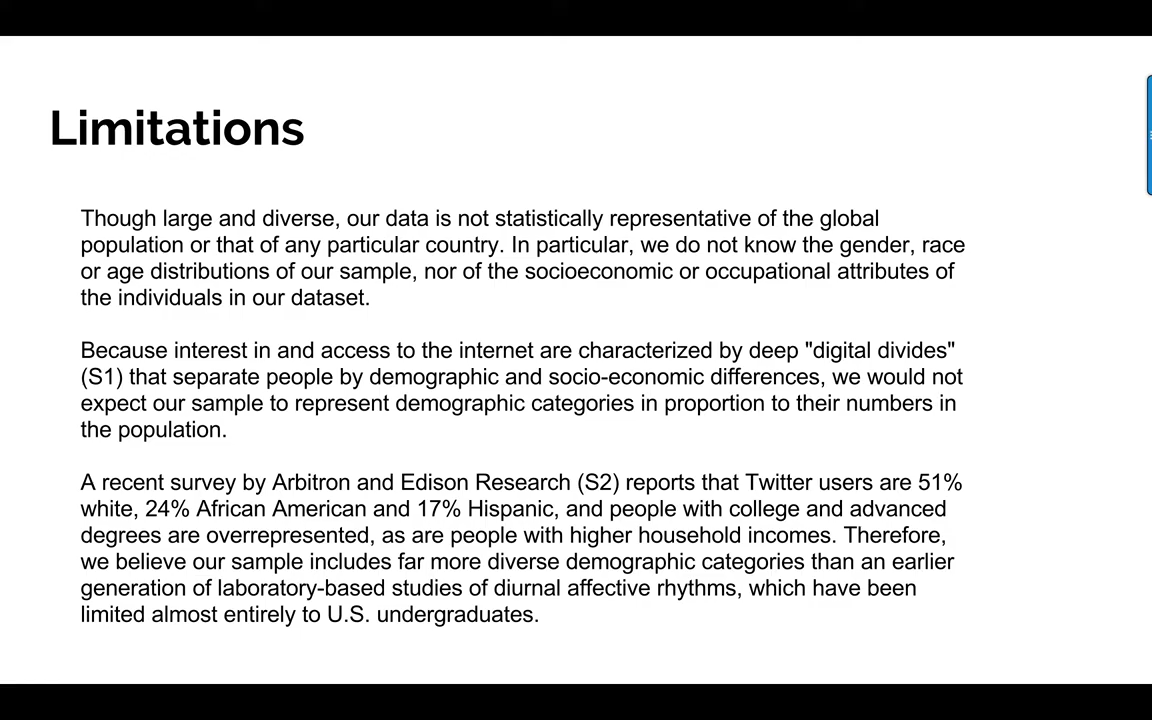 Limitations
Though large and diverse, our data is not statistically representative of the global
population or that of any particular country. In particular, we do not know the gender, race
or age distributions of our sample, nor of the socioeconomic or occupational attributes of
the individuals in our dataset.
Because interest in and access to the internet are characterized by deep "digital divides"
(S1) that separate people by demographic and socio-economic differences, we would not
expect our sample to represent demographic categories in proportion to their numbers in
the population.
A recent survey by Arbitron and Edison Research (S2) reports that Twitter users are 51%
white, 24% African American and 17% Hispanic, and people with college and advanced
degrees are overrepresented, as are people with higher household incomes. Therefore,
we believe our sample includes far more diverse demographic categories than an earlier
generation of laboratory-based studies of diurnal affective rhythms, which have been
limited almost entirely to U.S. undergraduates.